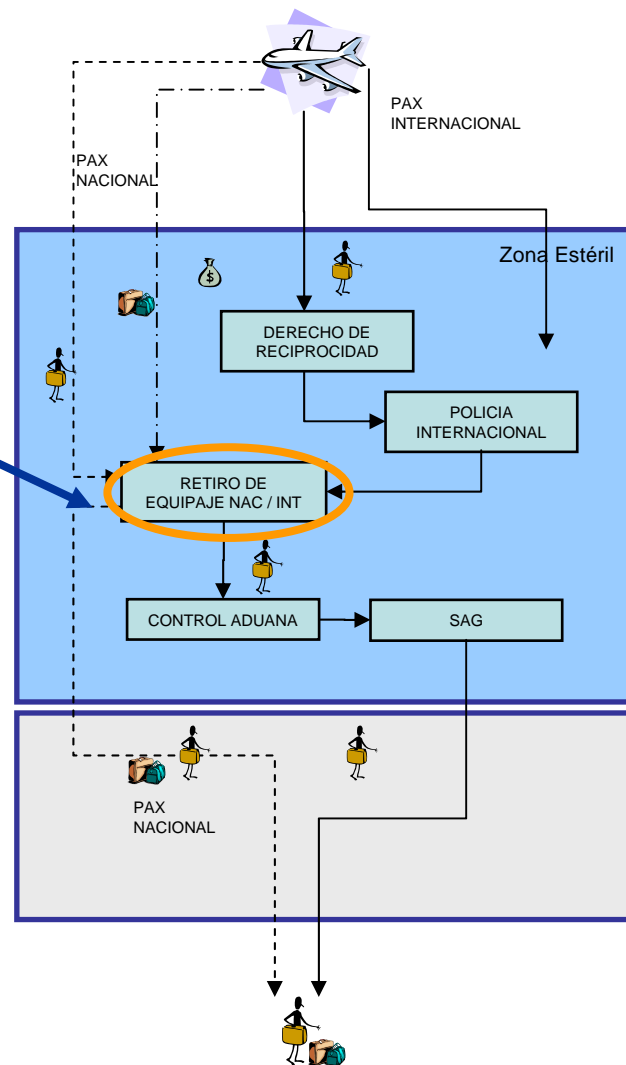 PAX
INTERNACIONAL
PAX
NACIONAL
Zona Estéril
$
DERECHO DE
RECIPROCIDAD
POLICIA
INTERNACIONAL
RETIRO DE
EQUIPAJE NAC / INT
CONTROL ADUANA
SAG
PAX
NACIONAL